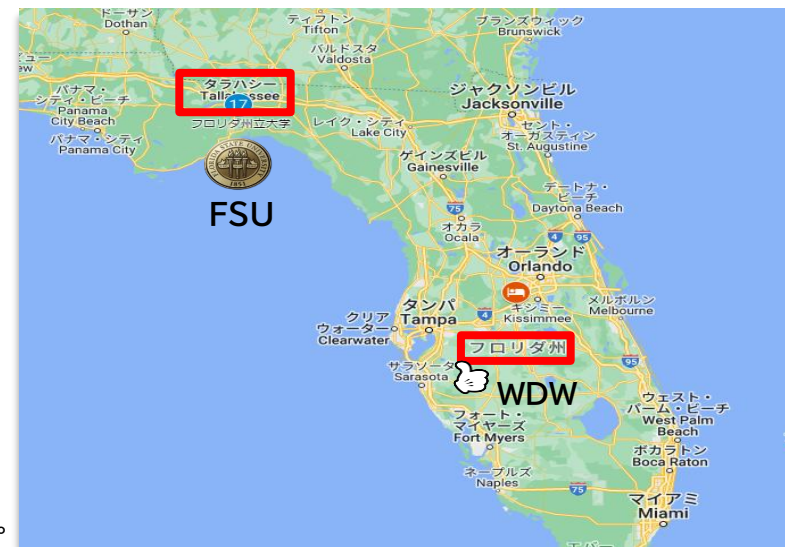 ドーサン
Dothan
ティフトン
Tifton
ブランズウィック
Brunswick
バルドスタ
Valdosta
ュー
ew
パナマ・
シティ・ビーチ
Panama
City Beach
パナマ・シティ
Panama City
タラハシー
Tallahassee
17
フロリダ州立大学
レイク・シティ
Lake City
ジャクソンビル
Jacksonville
セント・
オーガスティン
St. Augustine
FLORIDA STATE UNIVERSITY
1851
FSU
ゲインズビル
Gainesville
75
オカラ
Ocala
デートナ・
ビーチ
Daytona Beach
4
95
オーランド
Orlando
タンパ
Tampa
クリア
ウォーター
Clearwater
4
キシミー
Kissimmee
メルボルン
Melbourne
フロリダ州
95
サラソータ
Sarasota
WDW
フォート・
マイヤーズ
Fort Myers
ウェスト・
パーム・ビーチ
West Palm
Beach
ボカラトン
Boca Raton
ネープルズ
Naples
75
マイアミ
Miami
。